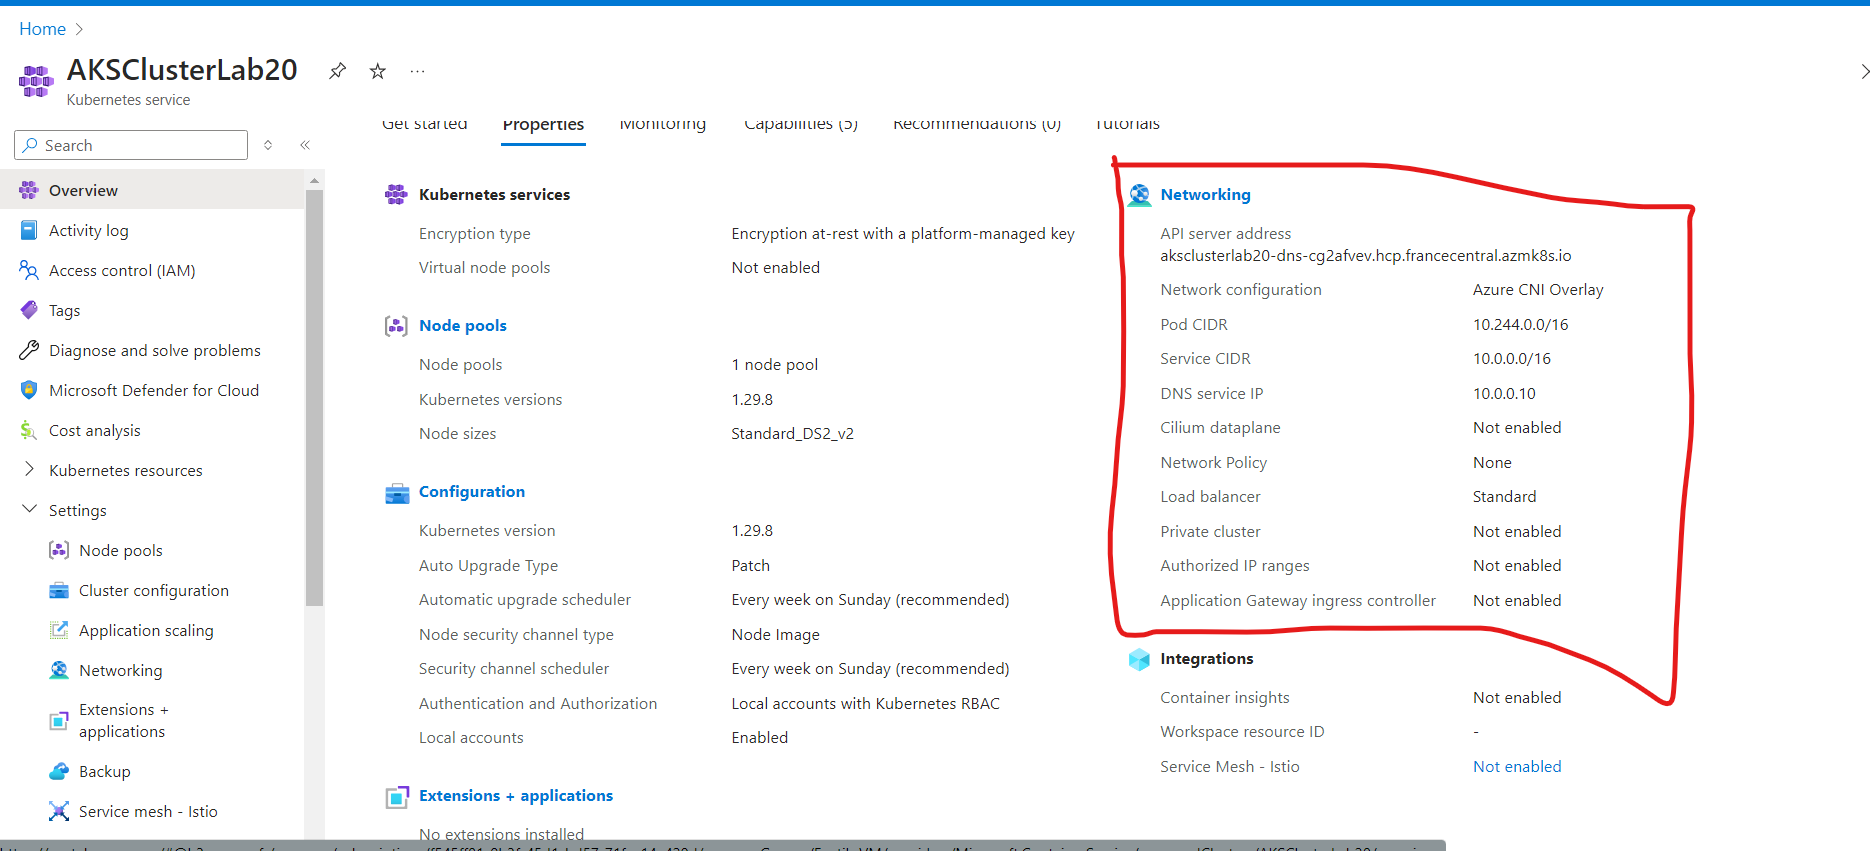 Home
AKSClusterLab20
Kubernetes service
Search
Overview
Activity log
Access control (IAM)
Tags
Diagnose and solve problems
Microsoft Defender for Cloud
Cost analysis
Kubernetes resources
Settings
Node pools
Cluster configuration
Application scaling
Networking
Extensions +
applications
Backup
Service mesh - Istio
Get started Properties Monitoring Capabilities (5) Recommendations (0) Tutorials
Kubernetes services
Encryption type Encryption at-rest with a platform-managed key
Virtual node pools Not enabled
Node pools
Node pools 1 node pool
Kubernetes versions 1.29.8
Node sizes Standard_DS2_v2
Configuration
Kubernetes version 1.29.8
Auto Upgrade Type Patch
Automatic upgrade scheduler Every week on Sunday (recommended)
Node security channel type Node Image
Security channel scheduler Every week on Sunday (recommended)
Authentication and Authorization Local accounts with Kubernetes RBAC
Local accounts Enabled
Extensions + applications
No extensions installed
Networking
API server address
aksclusterlab20-dns-cg2afvev.hcp.francecentral.azmk8s.io
Network configuration Azure CNI Overlay
Pod CIDR 10.244.0.0/16
Service CIDR 10.0.0.0/16
DNS service IP 10.0.0.10
Cilium dataplane Not enabled
Network Policy None
Load balancer Standard
Private cluster Not enabled
Authorized IP ranges Not enabled
Application Gateway ingress controller Not enabled
Integrations
Container insights Not enabled
Workspace resource ID -
Service Mesh - Istio Not enabled